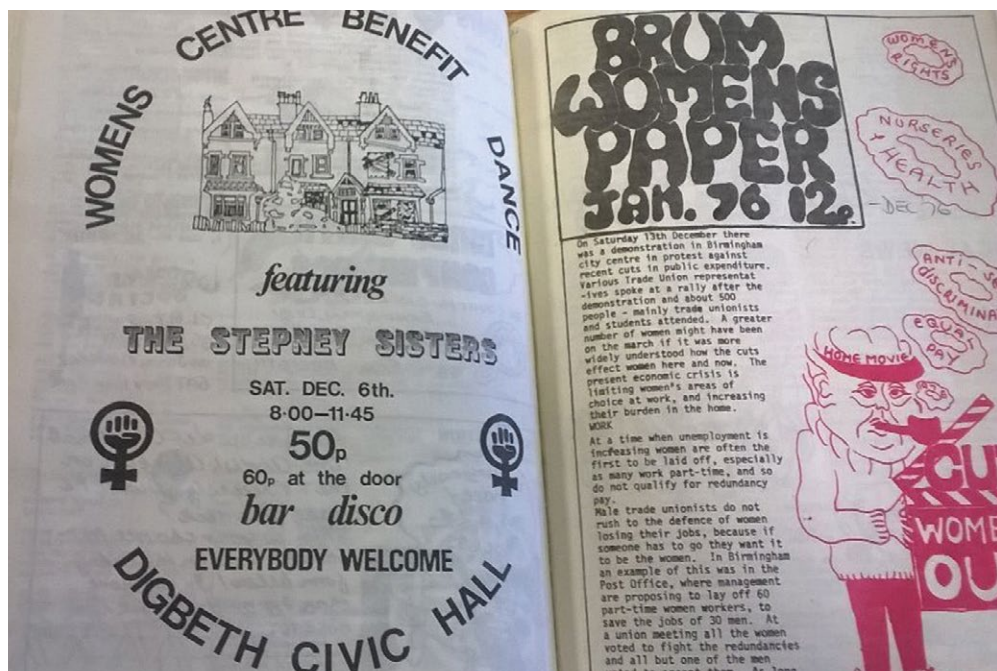 WOMENS CENTRE BENEFIT DANCE
featuring
THE STEPNEY SISTERS
SAT. DEC. 6th.
8·00–11·45
50p
60p at the door
bar disco
EVERYBODY WELCOME
DIGBETH CIVIC HALL
BRUM
WOMENS
PAPER
JAN. 76 12p.
On Saturday 13th December there
was a demonstration in Birmingham
city centre in protest against
recent cuts in public expenditure.
Various Trade Union representat
-ives spoke at a rally after the
demonstration and about 500
people - mainly trade unionists
and students attended. A greater
number of women might have been
on the march if it was more
widely understood how the cuts
effect women here and now. The
present economic crisis is
limiting women's areas of
choice at work, and increasing
their burden in the home.
WORK
At a time when unemployment is
increasing women are often the
first to be laid off, especially
as many work part-time, and so
do not qualify for redundancy
pay.
Male trade unionists do not
rush to the defence of women
losing their jobs, because if
someone has to go they want it
to be the women. In Birmingham
an example of this was in the
Post Office, where management
are proposing to lay off 60
part-time women workers, to
save the jobs of 30 men. At
a union meeting all the women
voted to fight the redundancies
and all but one of the men
WOMENS
RIGHTS
NURSERIES
+ HEALTH
-DEC 76
ANTI-SE
discRIMINA
eQUAL
PAY
HOME MOVIE
CU
WOME
OU